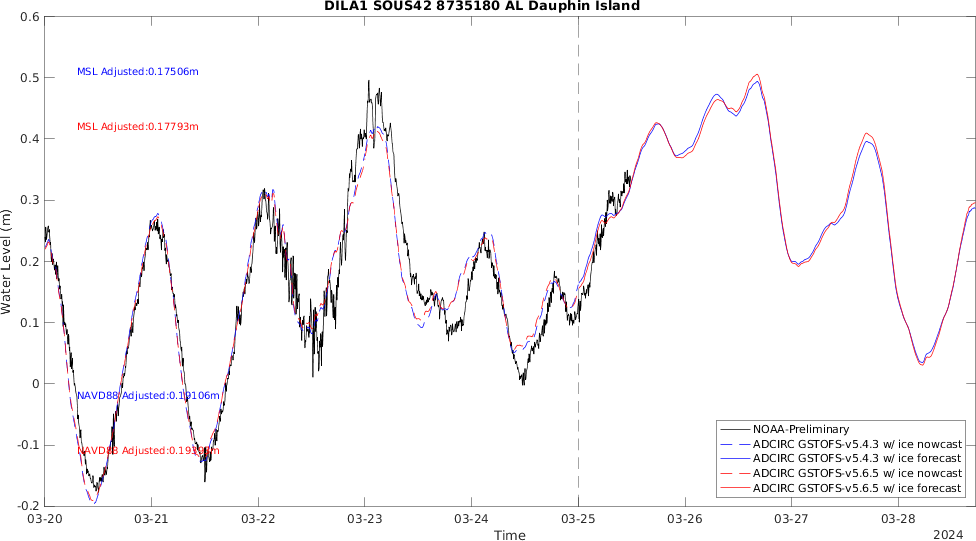 DILA1 SOUS42 8735180 AL Dauphin Island
0.6
0.5
0.4
0.3
0.2
0.1
0
-0.1
-0.2
Water Level (m)
MSL Adjusted:0.17506m
MSL Adjusted:0.17793m
NAVD88 Adjusted:0.19106m
NAVD88
NOAA-Preliminary
ADCIRC GSTOFS-v5.4.3 w/ ice nowcast
ADCIRC GSTOFS-v5.4.3 w/ ice forecast
ADCIRC GSTOFS-v5.6.5 w/ ice nowcast
ADCIRC GSTOFS-v5.6.5 w/ ice forecast
03-20 03-21 03-22 03-23 03-24 03-25 03-26 03-27 03-28
Time
2024